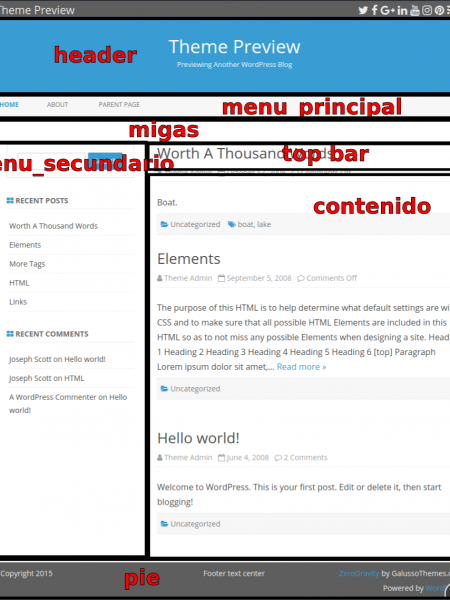 Theme Preview
header
Theme Preview
Previewing Another WordPress Blog
HOME ABOUT PARENT PAGE
menu_principal
migas
Worth A Thousand Words
top bar
enu_secundario
contenido
RECENT POSTS
Worth A Thousand Words
Elements
More Tags
HTML
Links
RECENT COMMENTS
Joseph Scott on Hello world!
Joseph Scott on HTML
A WordPress Commenter on Hello
world!
Boat.
Uncategorized boat, lake
Elements
Theme Admin September 5, 2008 Comments Off
The purpose of this HTML is to help determine what default settings are wi
CSS and to make sure that all possible HTML Elements are included in this
HTML so as to not miss any possible Elements when designing a site. Head
1 Heading 2 Heading 3 Heading 4 Heading 5 Heading 6 [top] Paragraph
Lorem ipsum dolor sit amet,... Read more »
Uncategorized
Hello world!
Theme Admin June 4, 2008 2 Comments
Welcome to WordPress. This is your first post. Edit or delete it, then start
blogging!
Uncategorized
Copyright 2015
pie
Footer text center
ZeroGravity by GalussoThemes.c
Powered by Word